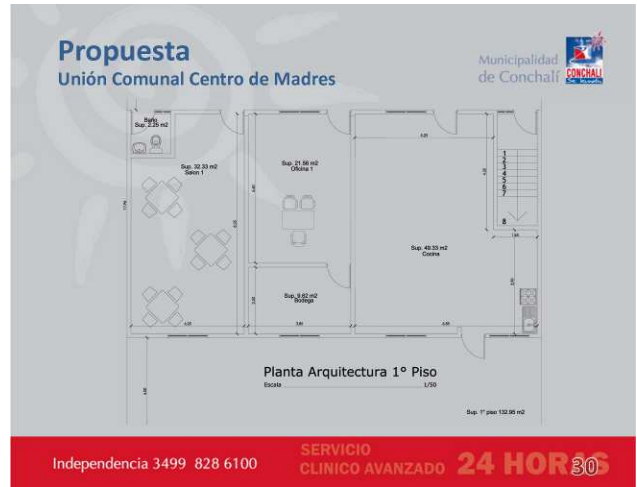 Propuesta
Unión Comunal Centro de Madres
Municipalidad
de Conchalí
CONCHALI
Baño
Sup. 2.25 m2
Sup. 32.33 m2
Salon 1
Sup. 21.56 m2
Oficina 1
Sup. 49.33 m2
Cocina
Sup. 9.62 m2
Bodega
Planta Arquitectura 1° Piso
Escala 1/50
Sup. 1° piso 132.95 m2
Independencia 3499 828 6100
SERVICIO
CLINICO AVANZADO 24 HORAS
30